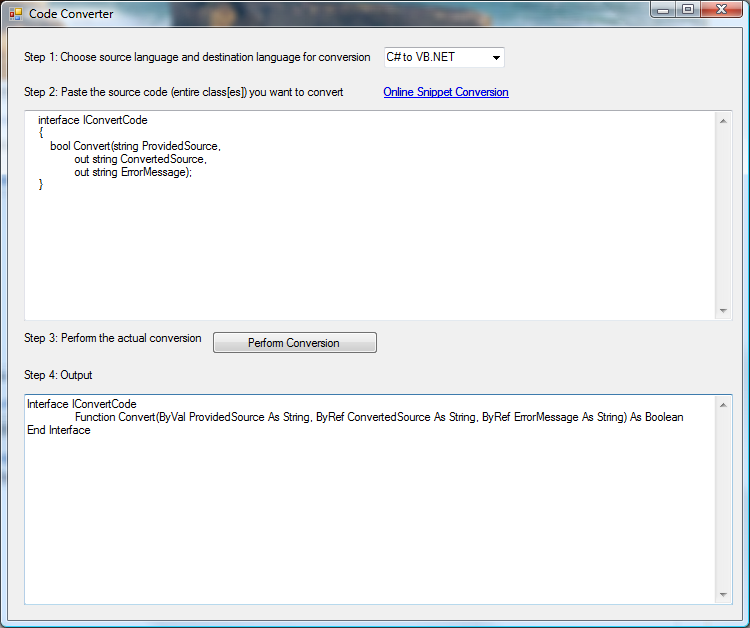 Code Converter
Step 1: Choose source language and destination language for conversion C# to VB.NET
Step 2: Paste the source code (entire class[es]) you want to convert Online Snippet Conversion
interface IConvertCode
{
bool Convert(string ProvidedSource,
out string ConvertedSource,
out string ErrorMessage);
}
Step 3: Perform the actual conversion Perform Conversion
Step 4: Output
Interface IConvertCode
Function Convert(ByVal ProvidedSource As String, ByRef ConvertedSource As String, ByRef ErrorMessage As String) As Boolean
End Interface